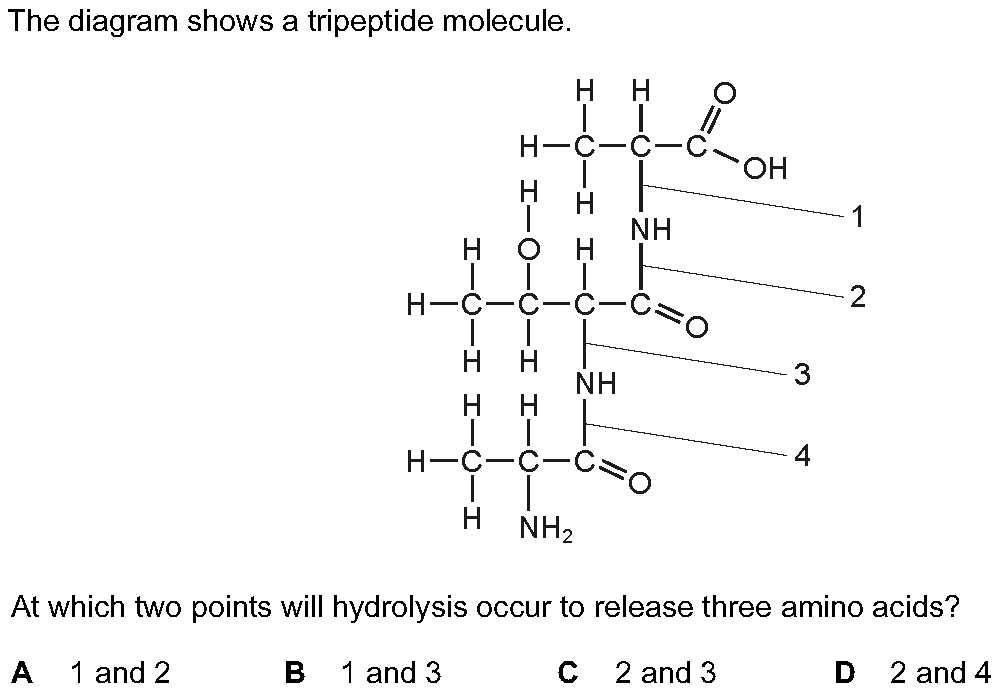 The diagram shows a tripeptide molecule.
H H O
H C C C OH
H H 1
NH
H O H 2
H C C C C O
H H 3
NH
H H 4
H C C C O
H NH₂
At which two points will hydrolysis occur to release three amino acids?
A 1 and 2 B 1 and 3 C 2 and 3 D 2 and 4